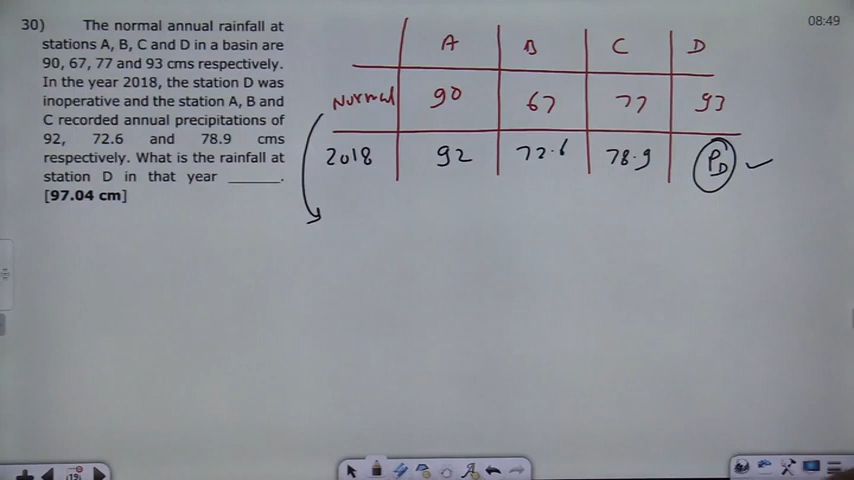 30) The normal annual rainfall at
stations A, B, C and D in a basin are
90, 67, 77 and 93 cms respectively.
In the year 2018, the station D was
inoperative and the station A, B and
C recorded annual precipitations of
92, 72.6 and 78.9 cms
respectively. What is the rainfall at
station D in that year ______.
[97.04 cm]
08:49
A B C D
Normal 90 67 77 93
2018 92 72.6 78.9 PD
19